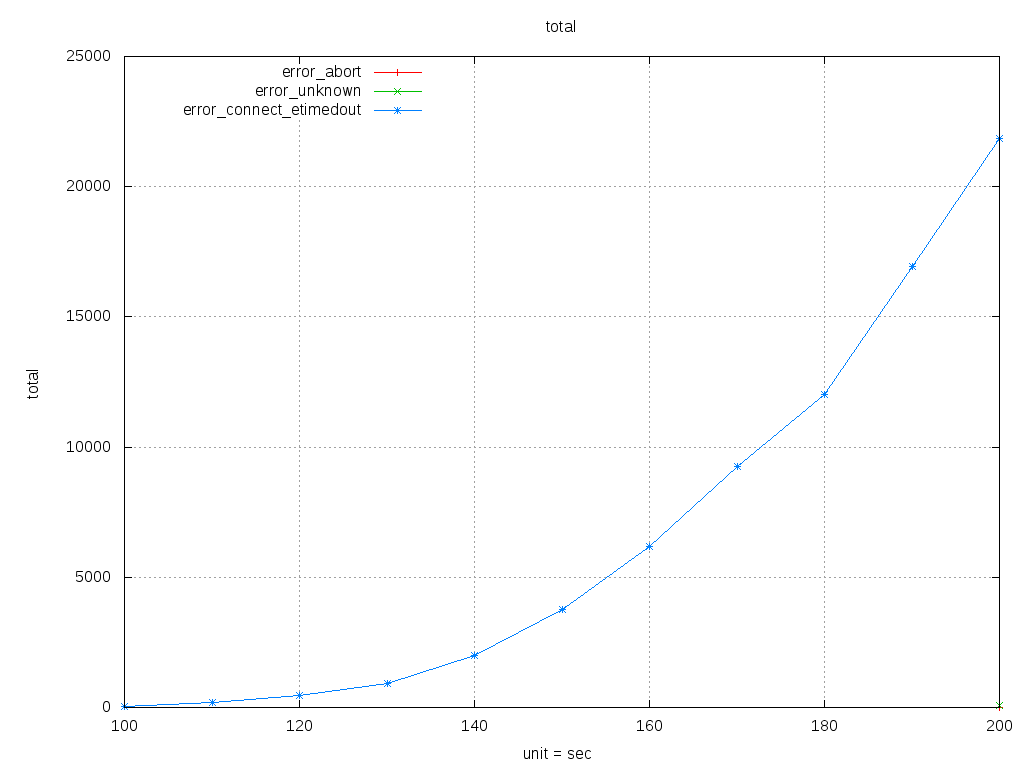 total
25000
20000
15000
10000
5000
0
total
error_abort
error_unknown
error_connect_etimedout
100 120 140 160 180 200
unit = sec